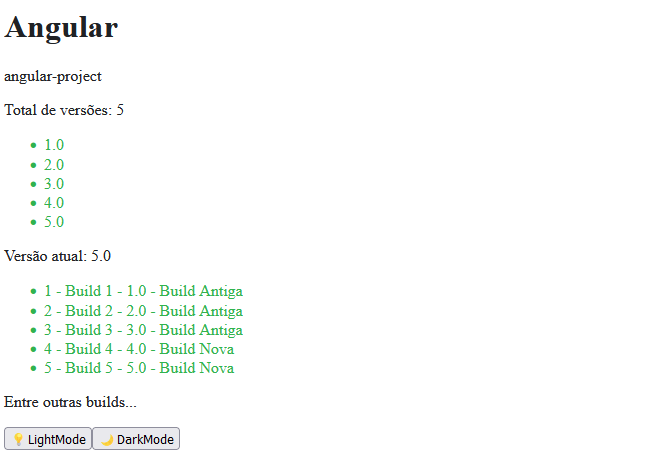 Angular
angular-project
Total de versões: 5
1.0
2.0
3.0
4.0
5.0
Versão atual: 5.0
1 - Build 1 - 1.0 - Build Antiga
2 - Build 2 - 2.0 - Build Antiga
3 - Build 3 - 3.0 - Build Antiga
4 - Build 4 - 4.0 - Build Nova
5 - Build 5 - 5.0 - Build Nova
Entre outras builds...
💡 LightMode 🌙 DarkMode